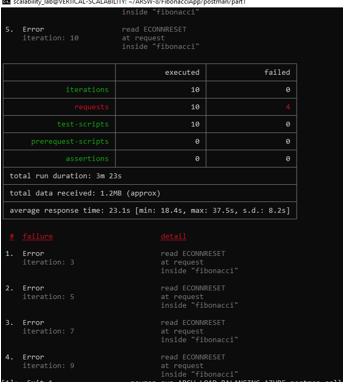 scalability_lab@VERTICAL-SCALABILITY: ~/ARSW-8/FibonacciApp/postman/part1
inside "fibonacci"
5. Error read ECONNRESET
iteration: 10 at request
inside "fibonacci"
executed failed
iterations 10 0
requests 10 4
test-scripts 10 0
prerequest-scripts 0 0
assertions 0 0
total run duration: 3m 23s
total data received: 1.2MB (approx)
average response time: 23.1s [min: 18.4s, max: 37.5s, s.d.: 8.2s]
# failure detail
1. Error read ECONNRESET
iteration: 3 at request
inside "fibonacci"
2. Error read ECONNRESET
iteration: 5 at request
inside "fibonacci"
3. Error read ECONNRESET
iteration: 7 at request
inside "fibonacci"
4. Error read ECONNRESET
iteration: 9 at request
inside "fibonacci"